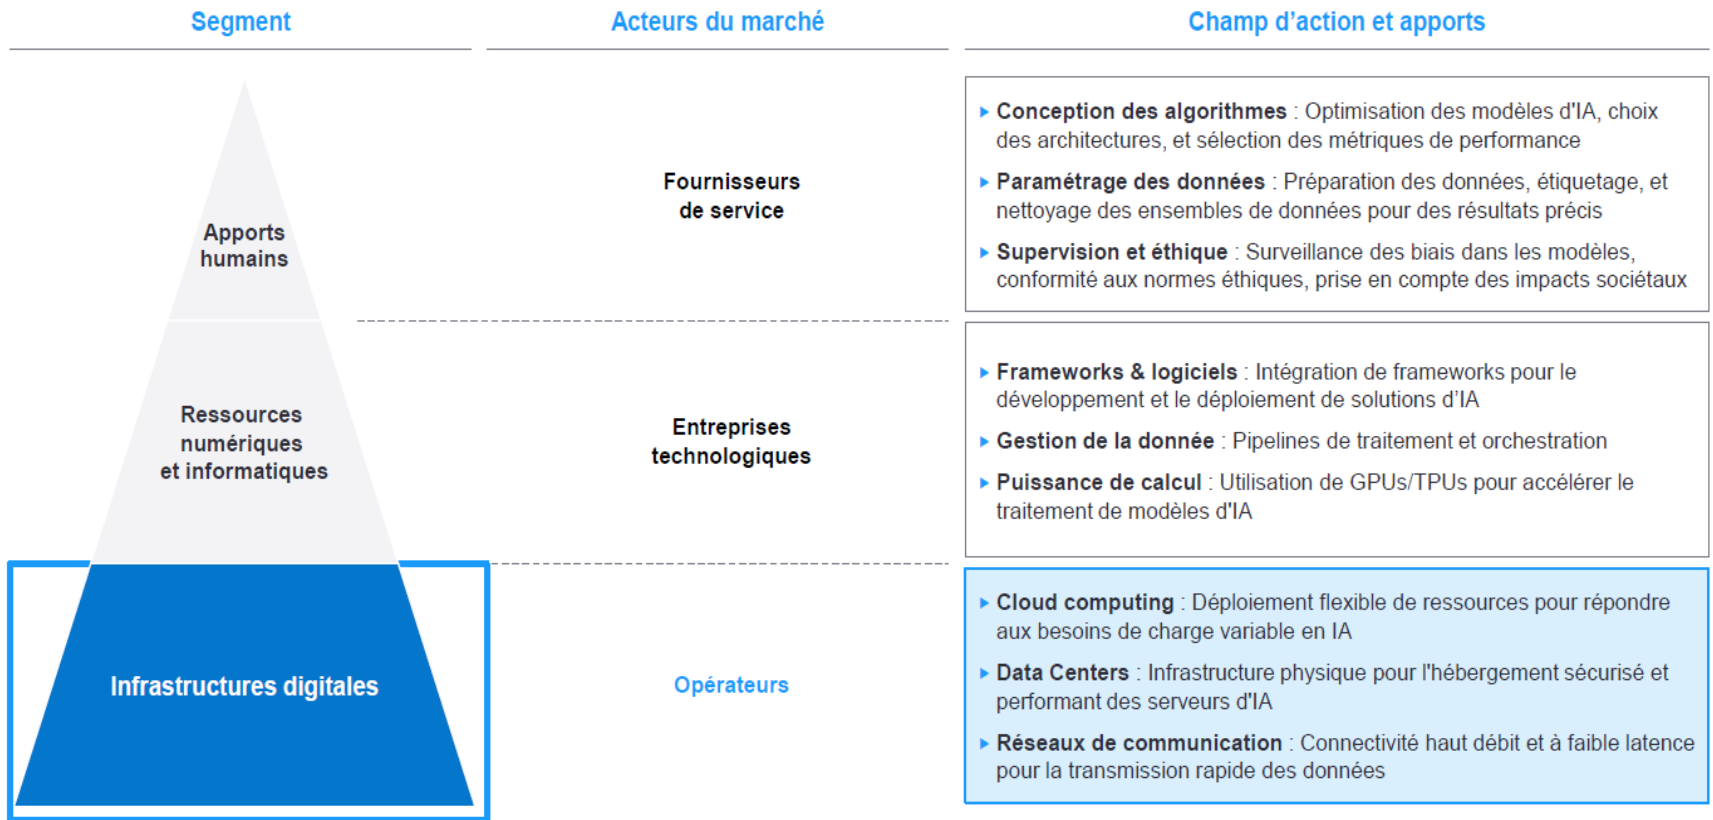 Segment
Acteurs du marché
Champ d’action et apports
Apports
humains
Fournisseurs
de service
▸ Conception des algorithmes : Optimisation des modèles d'IA, choix
des architectures, et sélection des métriques de performance
▸ Paramétrage des données : Préparation des données, étiquetage, et
nettoyage des ensembles de données pour des résultats précis
▸ Supervision et éthique : Surveillance des biais dans les modèles,
conformité aux normes éthiques, prise en compte des impacts sociétaux
Ressources
numériques
et informatiques
Entreprises
technologiques
▸ Frameworks & logiciels : Intégration de frameworks pour le
développement et le déploiement de solutions d’IA
▸ Gestion de la donnée : Pipelines de traitement et orchestration
▸ Puissance de calcul : Utilisation de GPUs/TPUs pour accélérer le
traitement de modèles d'IA
Infrastructures digitales
Opérateurs
▸ Cloud computing : Déploiement flexible de ressources pour répondre
aux besoins de charge variable en IA
▸ Data Centers : Infrastructure physique pour l'hébergement sécurisé et
performant des serveurs d'IA
▸ Réseaux de communication : Connectivité haut débit et à faible latence
pour la transmission rapide des données